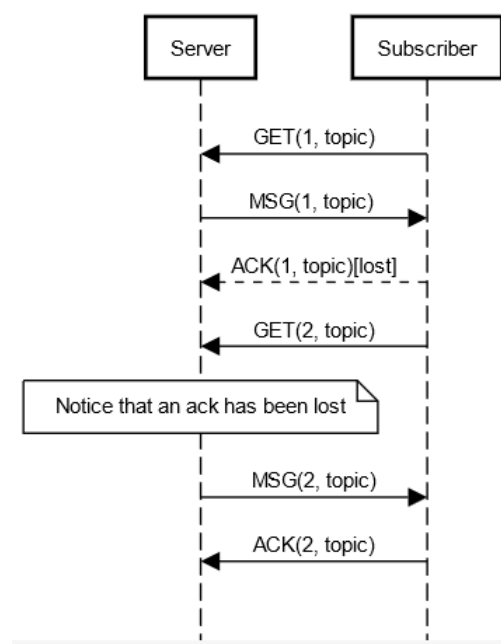 Server
Subscriber
GET(1, topic)
MSG(1, topic)
ACK(1, topic)[lost]
GET(2, topic)
Notice that an ack has been lost
MSG(2, topic)
ACK(2, topic)